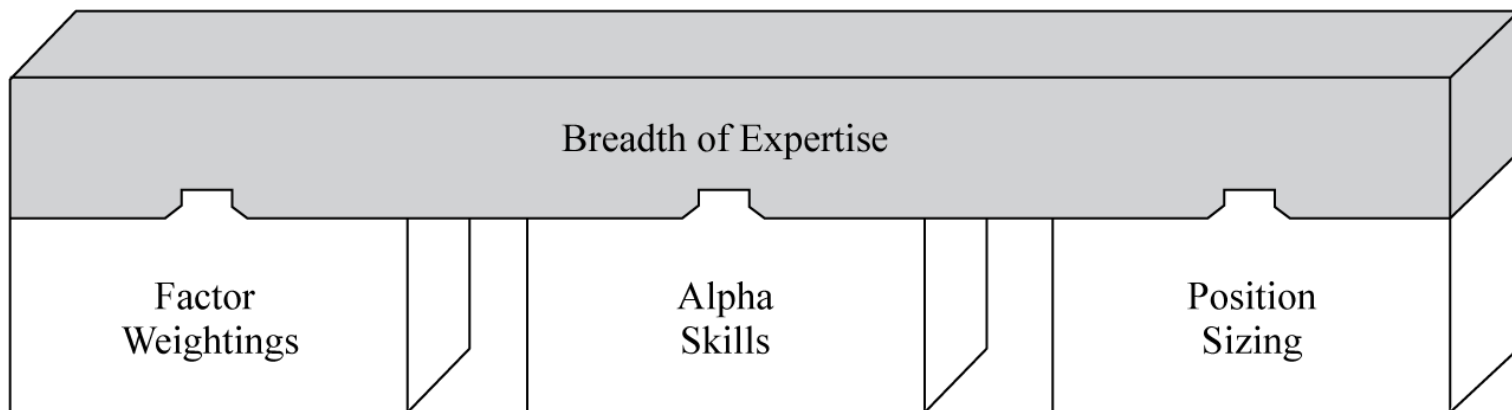 Breadth of Expertise
Factor
Weightings
Alpha
Skills
Position
Sizing